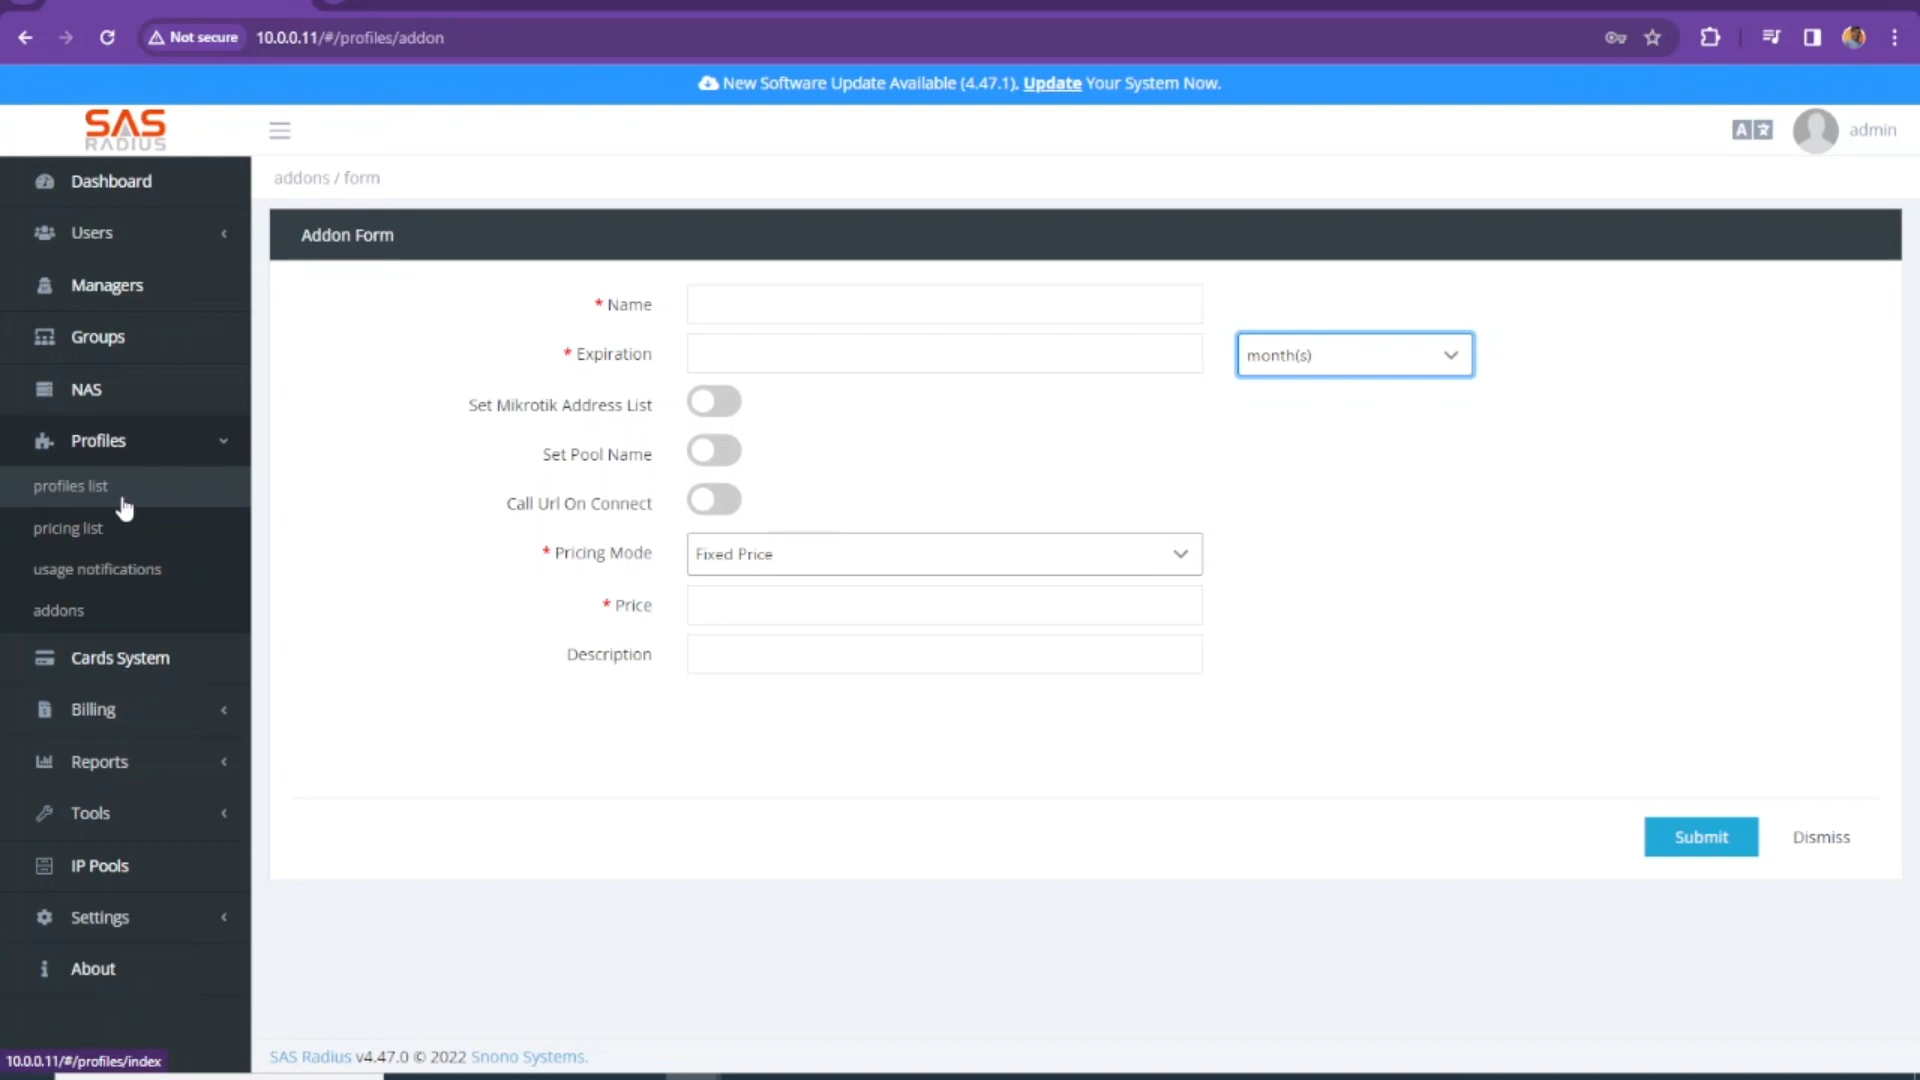 Not secure
10.0.0.11/#/profiles/addon
New Software Update Available (4.47.1), Update Your System Now.
SAS
RADIUS
A
admin
Dashboard
Users
Managers
Groups
NAS
Profiles
profiles list
pricing list
usage notifications
addons
Cards System
Billing
Reports
Tools
IP Pools
Settings
About
addons / form
Addon Form
* Name
* Expiration
month(s)
Set Mikrotik Address List
Set Pool Name
Call Url On Connect
* Pricing Mode
Fixed Price
* Price
Description
Submit
Dismiss
SAS Radius v4.47.0 © 2022 Snono Systems.
10.0.0.11/#/profiles/index